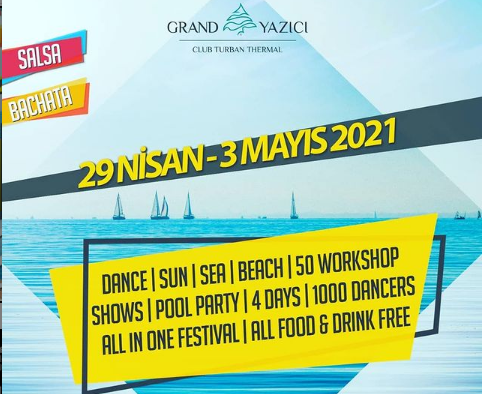 GRAND YAZICI
CLUB TURBAN THERMAL
SALSA
BACHATA
29 NİSAN - 3 MAYIS 2021
DANCE | SUN | SEA | BEACH | 50 WORKSHOP
SHOWS | POOL PARTY | 4 DAYS | 1000 DANCERS
ALL IN ONE FESTIVAL | ALL FOOD & DRINK FREE